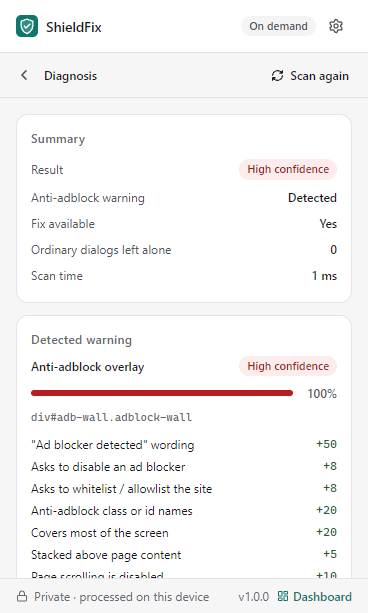 ShieldFix
On demand
Diagnosis
Scan again
Summary
Result High confidence
Anti-adblock warning Detected
Fix available Yes
Ordinary dialogs left alone 0
Scan time 1 ms
Detected warning
Anti-adblock overlay High confidence
100%
div#adb-wall.adblock-wall
"Ad blocker detected" wording +50
Asks to disable an ad blocker +8
Asks to whitelist / allowlist the site +8
Anti-adblock class or id names +20
Covers most of the screen +20
Stacked above page content +5
Page scrolling is disabled +10
Private · processed on this device v1.0.0 Dashboard